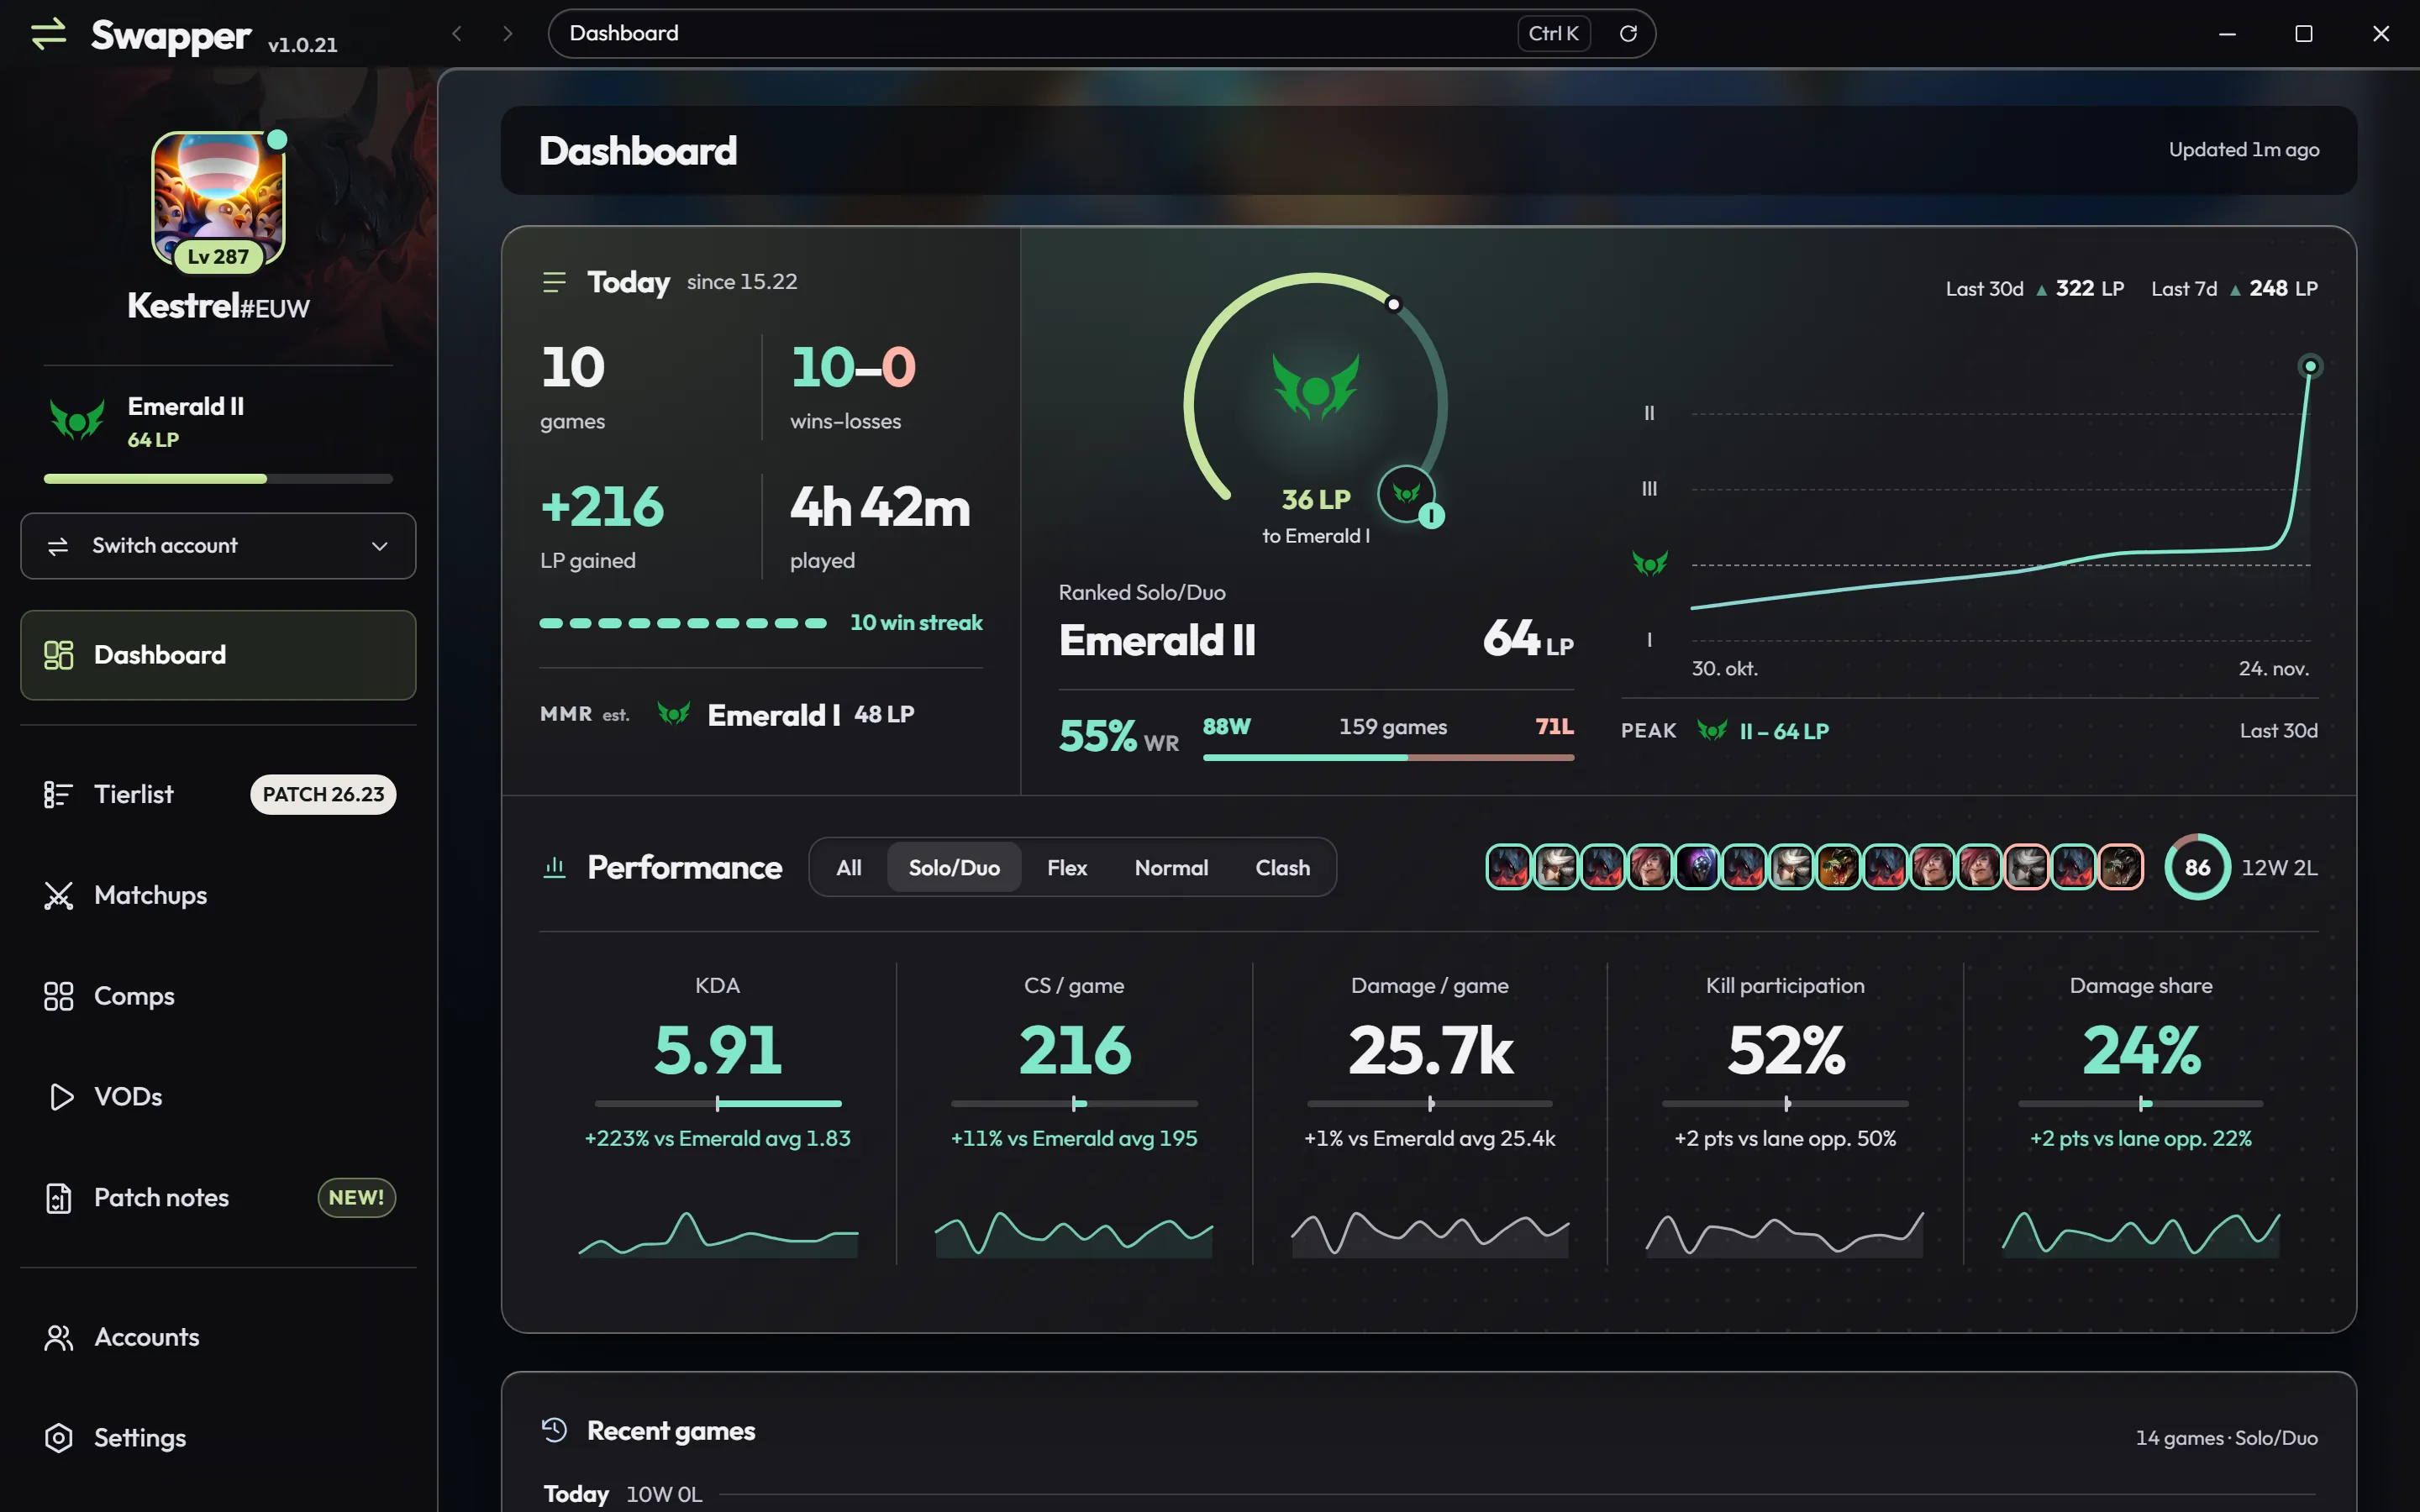 Swapper v1.0.21
Dashboard
Ctrl K
Lv 287
Kestrel#EUW
Emerald II
64 LP
Switch account
Dashboard
Tierlist
PATCH 26.23
Matchups
Comps
VODs
Patch notes
NEW!
Accounts
Settings
Dashboard
Updated 1m ago
Today since 15.22
10
games
10–0
wins–losses
+216
LP gained
4h 42m
played
10 win streak
MMR est. Emerald I 48 LP
36 LP
to Emerald I
I
Ranked Solo/Duo
Emerald II
64 LP
55% WR
88W
159 games
71L
Last 30d ▲ 322 LP
Last 7d ▲ 248 LP
II
III
I
30. okt.
24. nov.
PEAK II – 64 LP
Last 30d
Performance
All
Solo/Duo
Flex
Normal
Clash
86
12W 2L
KDA
5.91
+223% vs Emerald avg 1.83
CS / game
216
+11% vs Emerald avg 195
Damage / game
25.7k
+1% vs Emerald avg 25.4k
Kill participation
52%
+2 pts vs lane opp. 50%
Damage share
24%
+2 pts vs lane opp. 22%
Recent games
14 games · Solo/Duo
Today 10W 0L